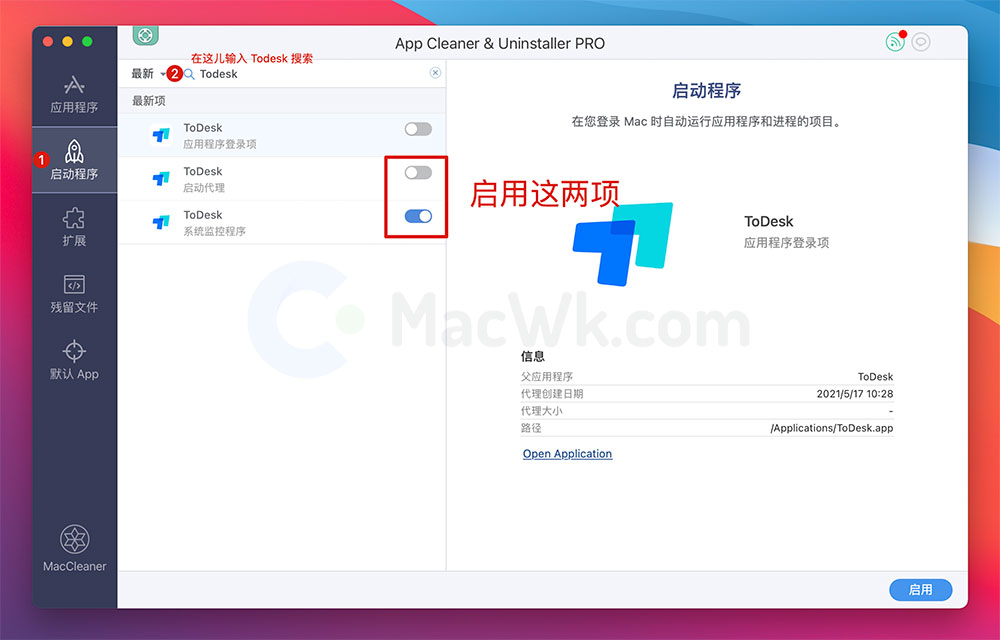 App Cleaner & Uninstaller PRO
在这儿输入 Todesk 搜索
最新
2
Todesk
最新项
ToDesk
应用程序登录项
ToDesk
启动代理
ToDesk
系统监控程序
启用这两项
应用程序
1
启动程序
扩展
残留文件
默认 App
MacCleaner
启动程序
在您登录 Mac 时自动运行应用程序和进程的项目。
ToDesk
应用程序登录项
MacWk.com
信息
父应用程序 ToDesk
代理创建日期 2021/5/17 10:28
代理大小 -
路径 /Applications/ToDesk.app
Open Application
启用